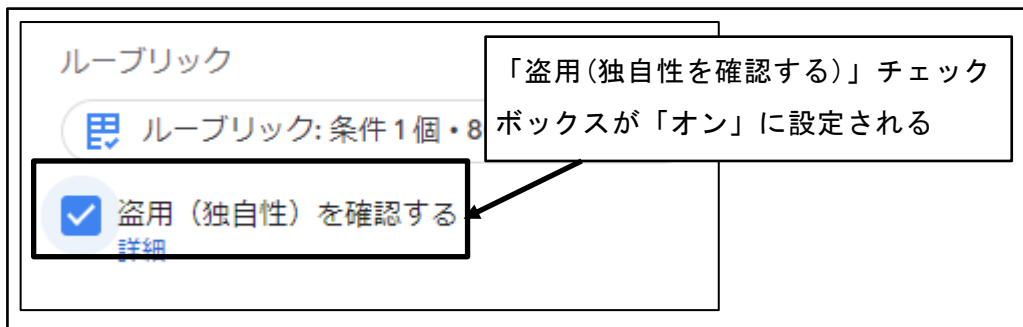 ルーブリック
「盗用(独自性を確認する)」チェック
ボックスが「オン」に設定される
ルーブリック: 条件 1 個・8
盗用（独自性）を確認する
詳細